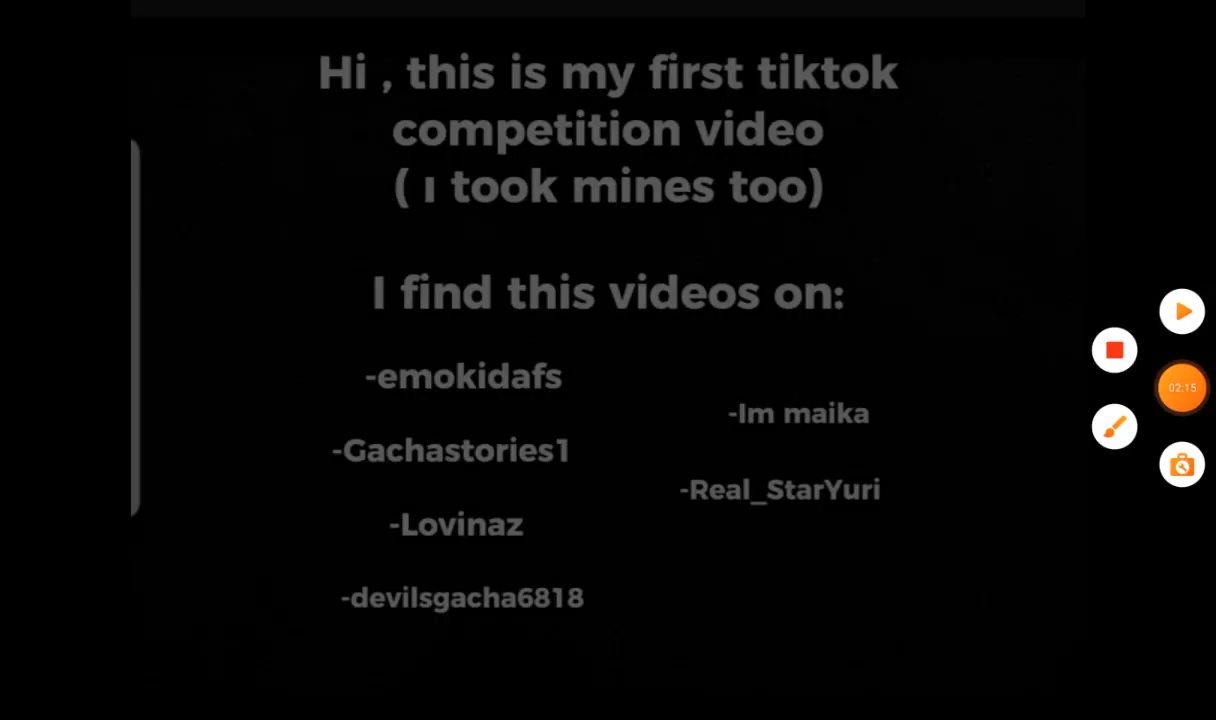 Hi , this is my first tiktok
competition video
( ı took mines too)
I find this videos on:
-emokidafs
-Im maika
-Gachastories1
-Real_StarYuri
-Lovinaz
-devilsgacha6818
02:15